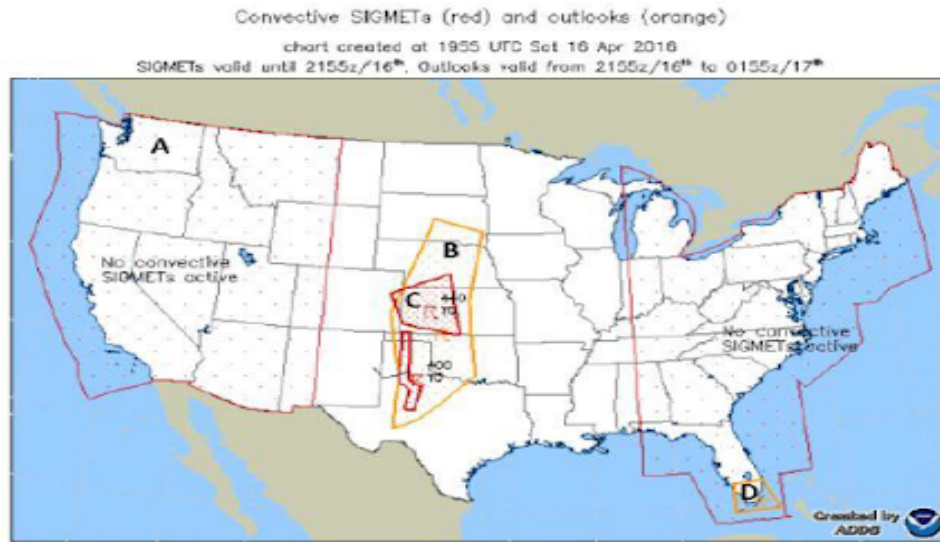 Convective SIGMETs (red) and outlooks (orange)
chart created at 1955 UTC Sat 16 Apr 2016
SIGMETs valid until 2155z/16th, Outlooks valid from 2155z/16th to 0155z/17th
A
B
No convective
SIGMETs active
C
No convective
SIGMETs active
D
Created by
ADDS